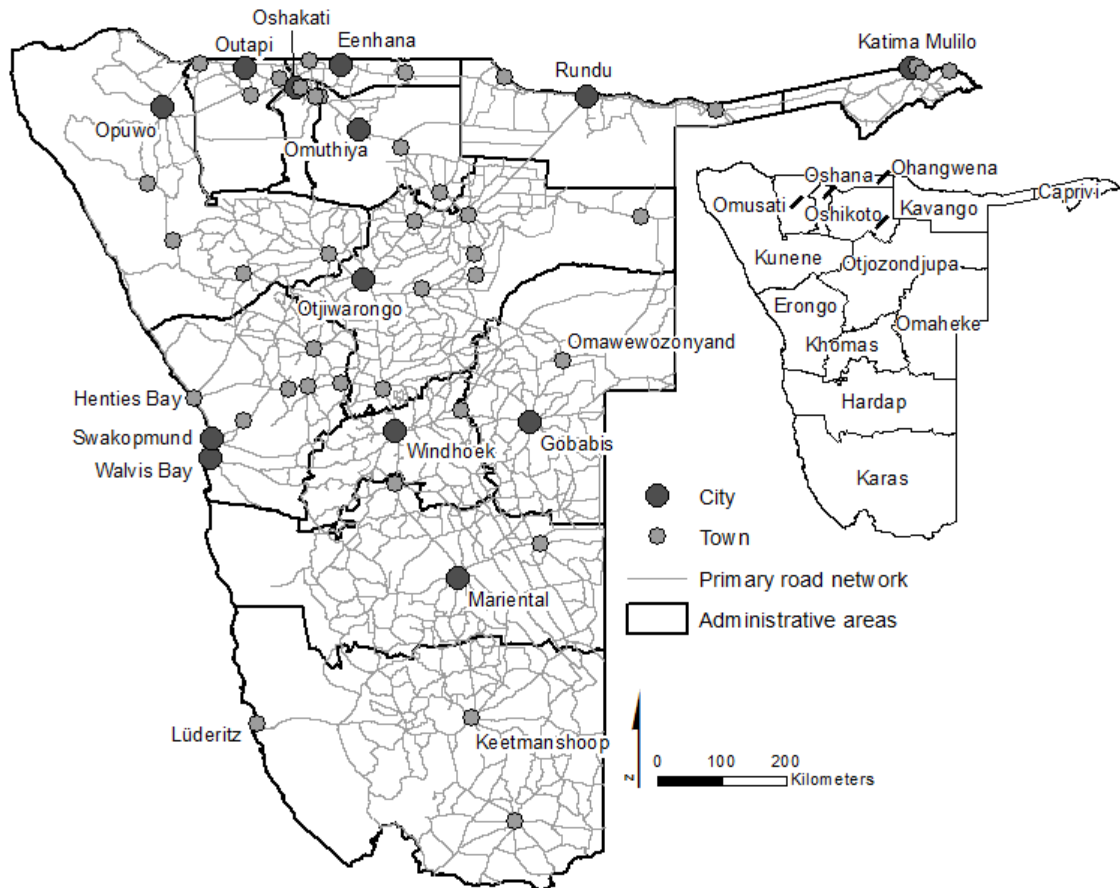 Oshakati
Outapi
Eenhana
Katima Mulilo
Rundu
Opuwo
Omuthiya
Oshana
Ohangwena
Omusati
Oshikoto
Kavango
Caprivi
Kunene
Otjozondjupa
Otjiwarongo
Erongo
Omaheke
Khomas
Omawewozonyand
Henties Bay
Hardap
Swakopmund
Windhoek
Gobabis
Walvis Bay
Karas
City
Town
Primary road network
Mariental
Administrative areas
Lüderitz
Keetmanshoop
z
0 100 200
Kilometers